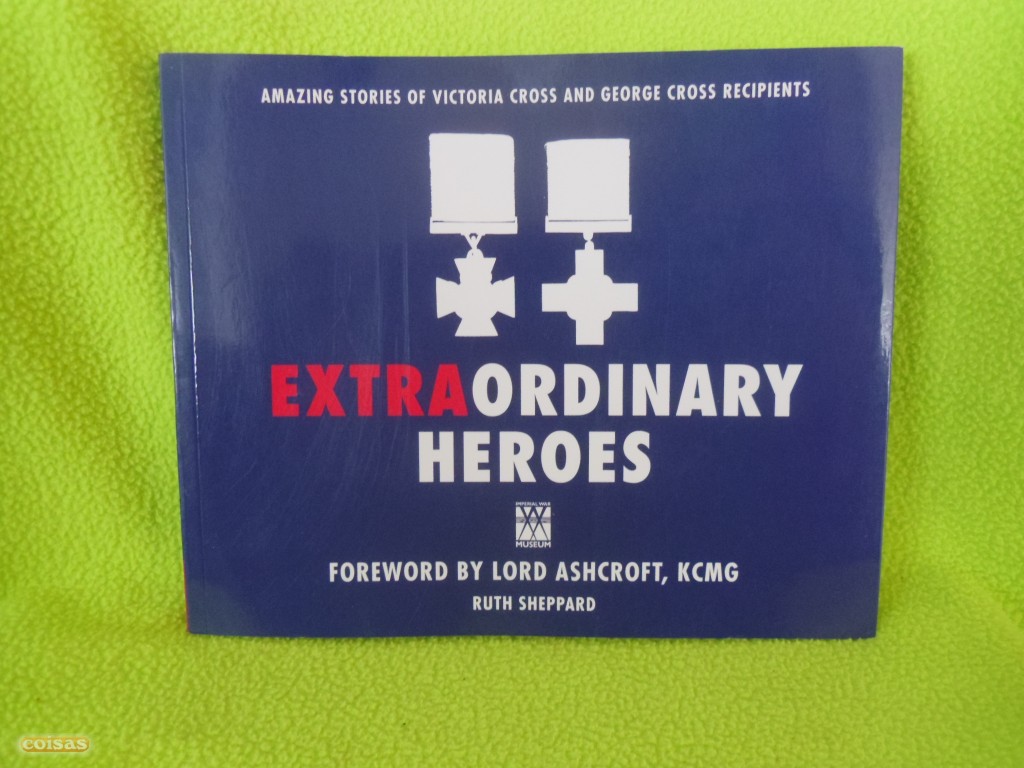 AMAZING STORIES OF VICTORIA CROSS AND GEORGE CROSS RECIPIENTS
EXTRAORDINARY
HEROES
IMPERIAL WAR
MUSEUM
FOREWORD BY LORD ASHCROFT, KCMG
RUTH SHEPPARD
coisas